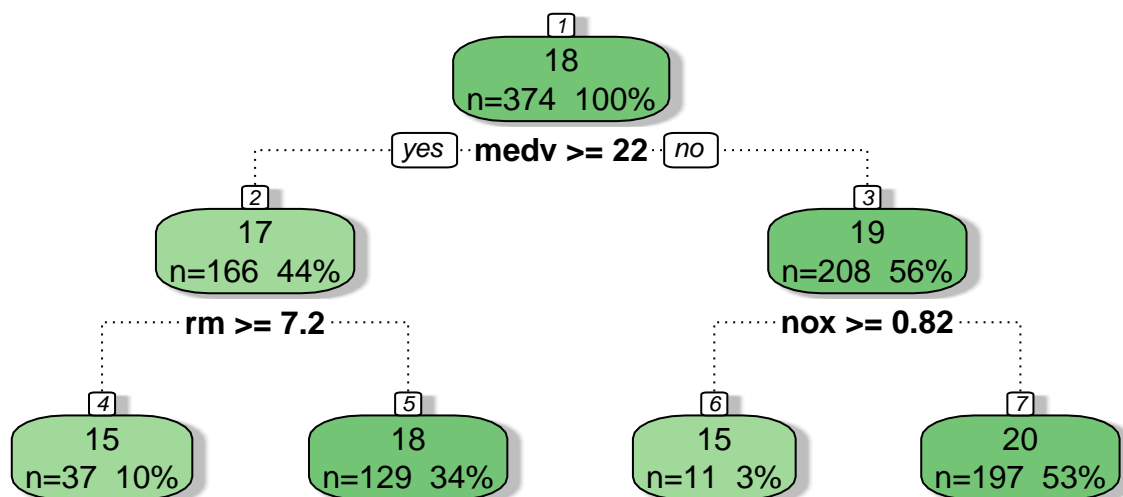 1
18
n=374 100%
yes medv >= 22 no
2
17
n=166 44%
3
19
n=208 56%
rm >= 7.2
nox >= 0.82
4
15
n=37 10%
5
18
n=129 34%
6
15
n=11 3%
7
20
n=197 53%